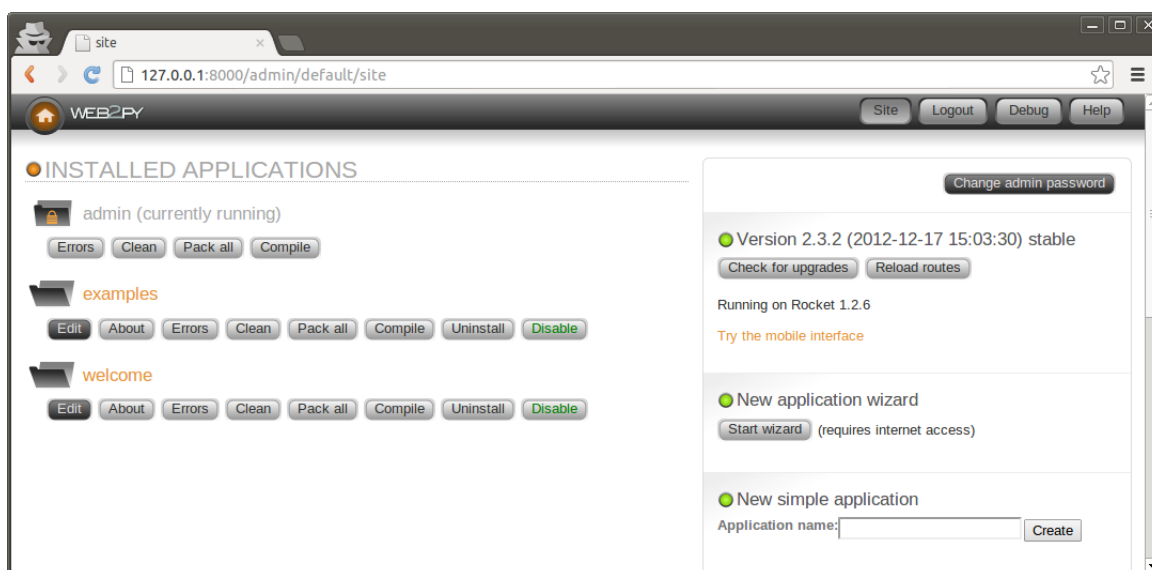 site
127.0.0.1:8000/admin/default/site
WEB2PY
Site Logout Debug Help
INSTALLED APPLICATIONS
admin (currently running)
Errors Clean Pack all Compile
examples
Edit About Errors Clean Pack all Compile Uninstall Disable
welcome
Edit About Errors Clean Pack all Compile Uninstall Disable
Change admin password
Version 2.3.2 (2012-12-17 15:03:30) stable
Check for upgrades Reload routes
Running on Rocket 1.2.6
Try the mobile interface
New application wizard
Start wizard (requires internet access)
New simple application
Application name: Create